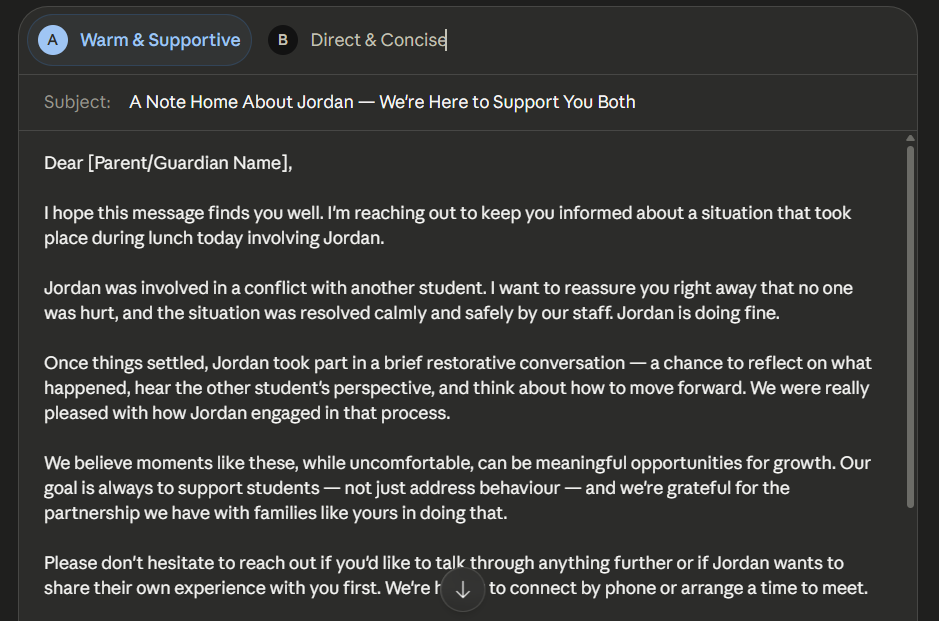 A Warm & Supportive B Direct & Concise
Subject: A Note Home About Jordan — We're Here to Support You Both
Dear [Parent/Guardian Name],
I hope this message finds you well. I'm reaching out to keep you informed about a situation that took
place during lunch today involving Jordan.
Jordan was involved in a conflict with another student. I want to reassure you right away that no one
was hurt, and the situation was resolved calmly and safely by our staff. Jordan is doing fine.
Once things settled, Jordan took part in a brief restorative conversation — a chance to reflect on what
happened, hear the other student's perspective, and think about how to move forward. We were really
pleased with how Jordan engaged in that process.
We believe moments like these, while uncomfortable, can be meaningful opportunities for growth. Our
goal is always to support students — not just address behaviour — and we're grateful for the
partnership we have with families like yours in doing that.
Please don't hesitate to reach out if you'd like to talk through anything further or if Jordan wants to
share their own experience with you first. We're to connect by phone or arrange a time to meet.